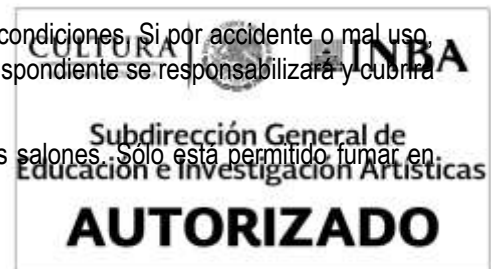 condiciones. Si por accidente o mal uso,
CULTURA INBA
spondiente se responsabilizará y cubrirá
Subdirección General de
s salones. Sólo está permitido fumar en
Educación e Investigación Artísticas
AUTORIZADO